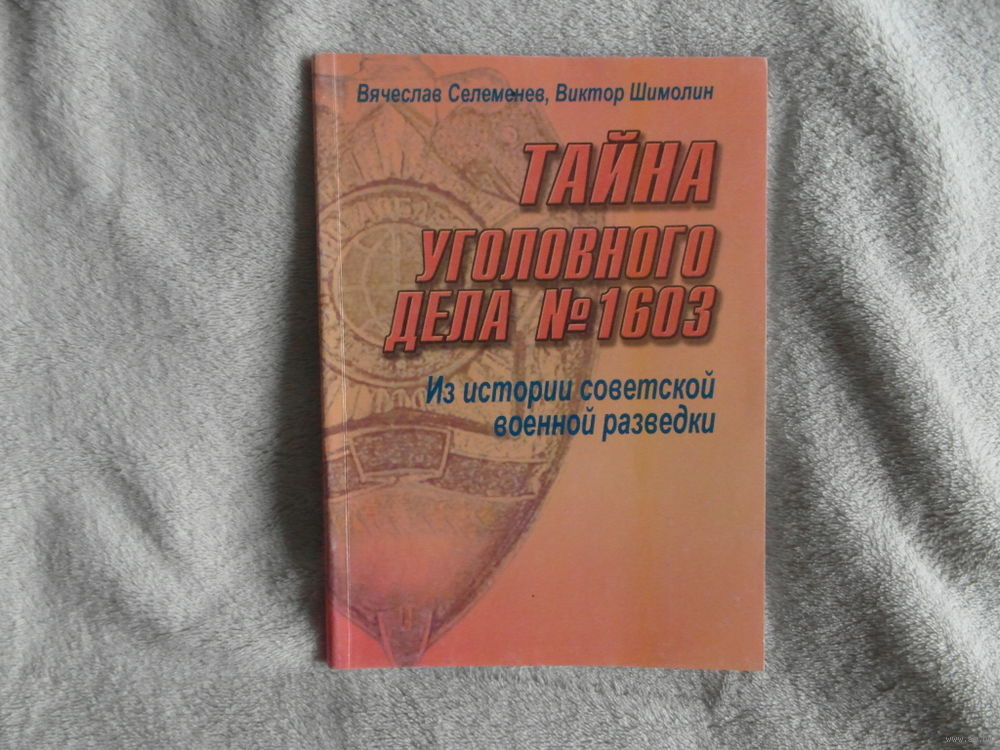 Вячеслав Селеменев, Виктор Шимолин
ТАЙНА
УГОЛОВНОГО
ДЕЛА №1603
Из истории советской
военной разведки